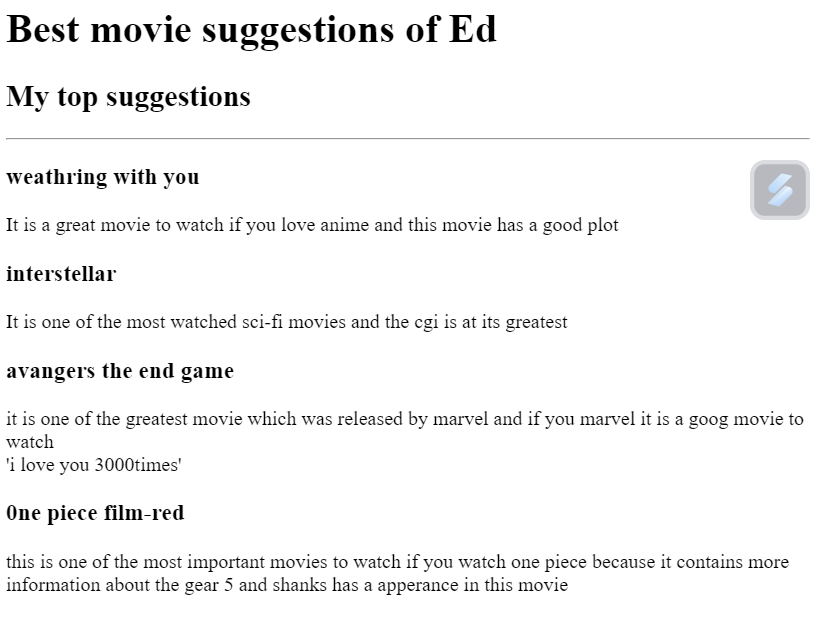 Best movie suggestions of Ed
My top suggestions
weathring with you
It is a great movie to watch if you love anime and this movie has a good plot
interstellar
It is one of the most watched sci-fi movies and the cgi is at its greatest
avangers the end game
it is one of the greatest movie which was released by marvel and if you marvel it is a goog movie to
watch
'i love you 3000times'
0ne piece film-red
this is one of the most important movies to watch if you watch one piece because it contains more
information about the gear 5 and shanks has a apperance in this movie